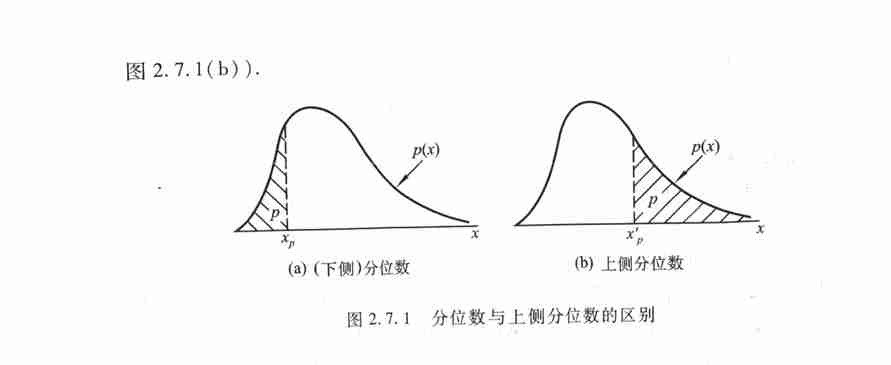 图 2.7.1(b)).
p(x)
p
x_p
x
(a) (下侧)分位数
p(x)
p
x'_p
x
(b) 上侧分位数
图 2.7.1 分位数与上侧分位数的区别